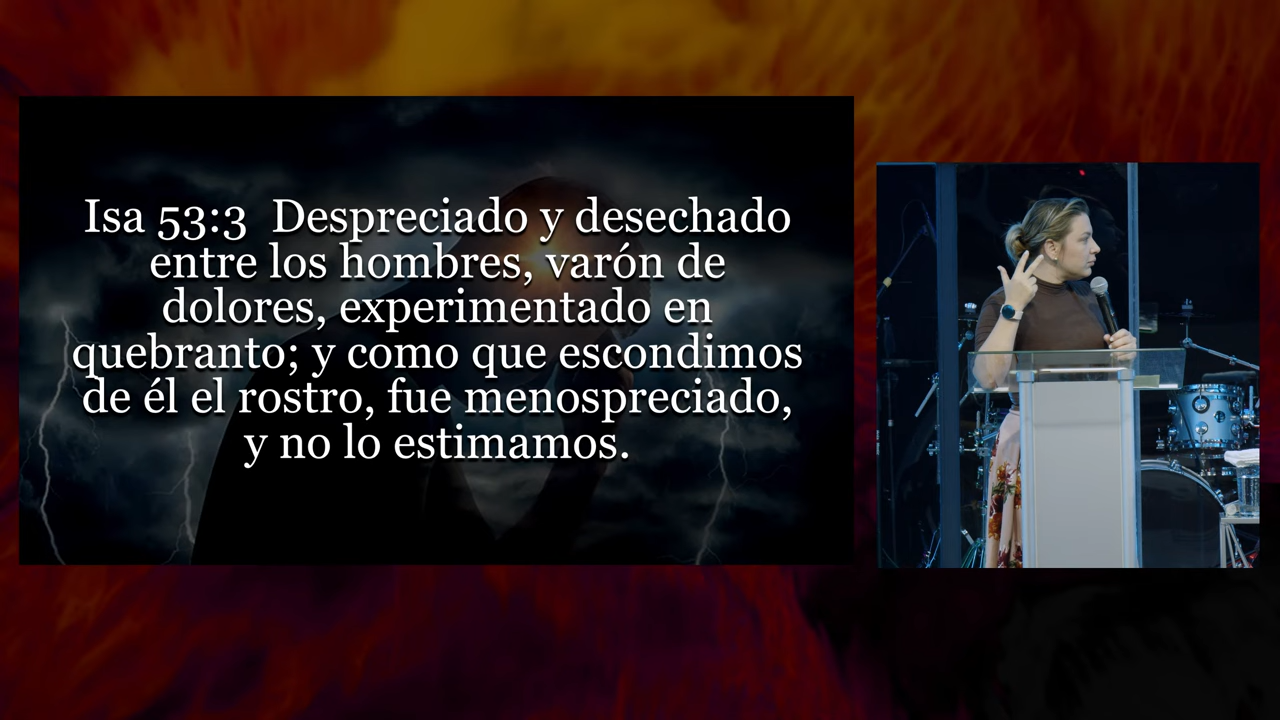 Isa 53:3  Despreciado y desechado
entre los hombres, varón de
dolores, experimentado en
quebranto; y como que escondimos
de él el rostro, fue menospreciado,
y no lo estimamos.